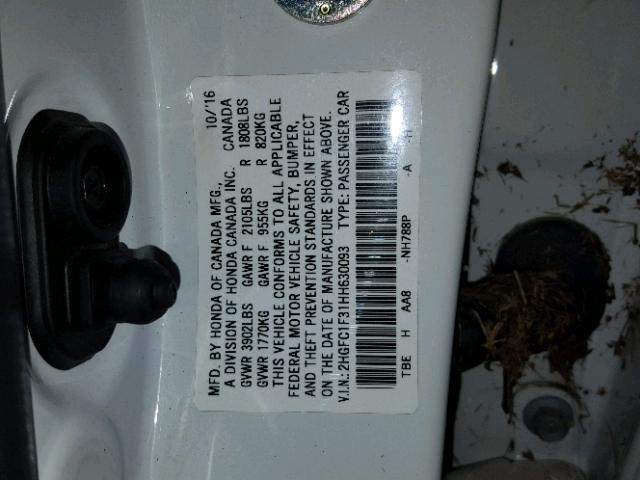 MFD. BY HONDA OF CANADA MFG., 10/'16
A DIVISION OF HONDA CANADA INC. CANADA
GVWR 3902LBS GAWR F 2105LBS R 1808LBS
GVWR 1770KG GAWR F 955KG R 820KG
THIS VEHICLE CONFORMS TO ALL APPLICABLE
FEDERAL MOTOR VEHICLE SAFETY, BUMPER,
AND THEFT PREVENTION STANDARDS IN EFFECT
ON THE DATE OF MANUFACTURE SHOWN ABOVE.
V.I.N.: 2HGFC1F31HH630093 TYPE: PASSENGER CAR
TBE H AA8 -NH788P -A -H